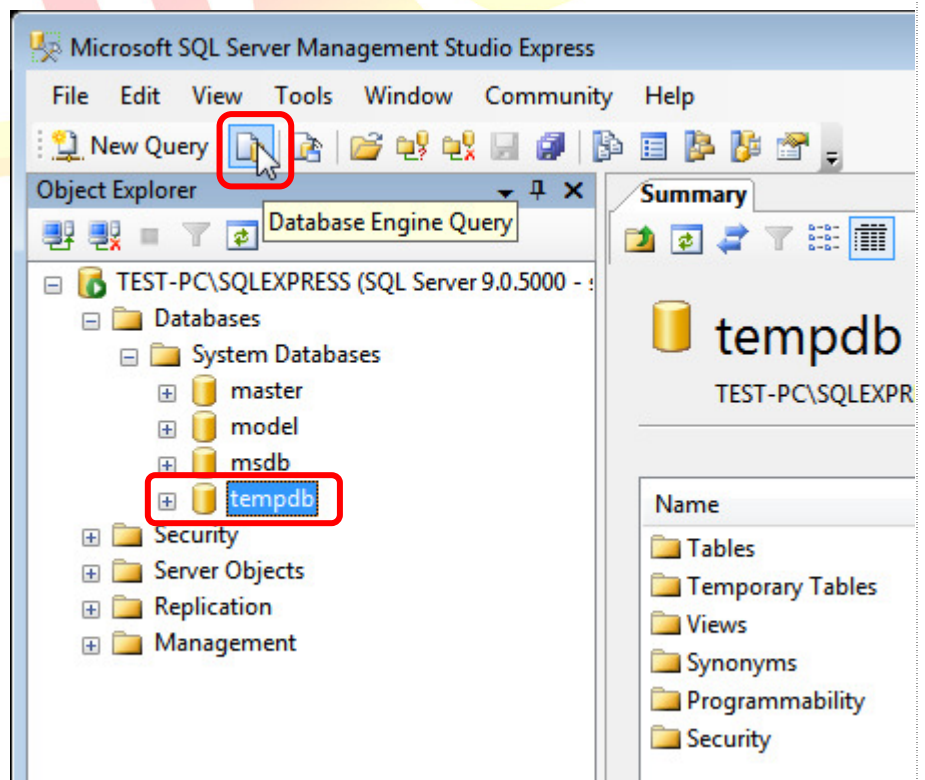 Microsoft SQL Server Management Studio Express
File Edit View Tools Window Community Help
New Query
Object Explorer
Database Engine Query
TEST-PC\SQLEXPRESS (SQL Server 9.0.5000 -
Databases
System Databases
master
model
msdb
tempdb
Security
Server Objects
Replication
Management
Summary
tempdb
TEST-PC\SQLEXPR
Name
Tables
Temporary Tables
Views
Synonyms
Programmability
Security